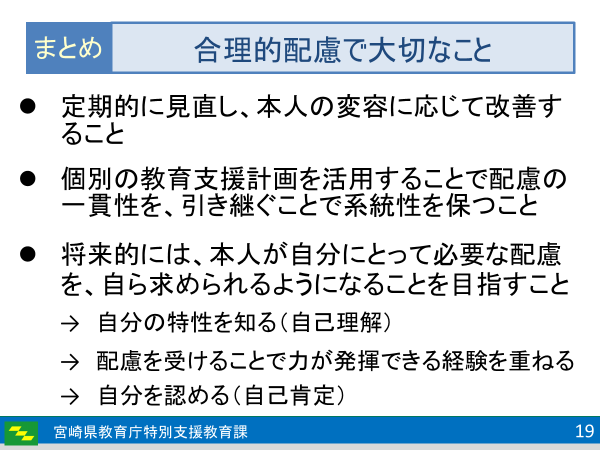 まとめ
合理的配慮で大切なこと
● 定期的に見直し、本人の変容に応じて改善す
ること
● 個別の教育支援計画を活用することで配慮の
一貫性を、引き継ぐことで系統性を保つこと
● 将来的には、本人が自分にとって必要な配慮
を、自ら求められるようになることを目指すこと
→ 自分の特性を知る（自己理解）
→ 配慮を受けることで力が発揮できる経験を重ねる
→ 自分を認める（自己肯定）
宮崎県教育庁特別支援教育課
19